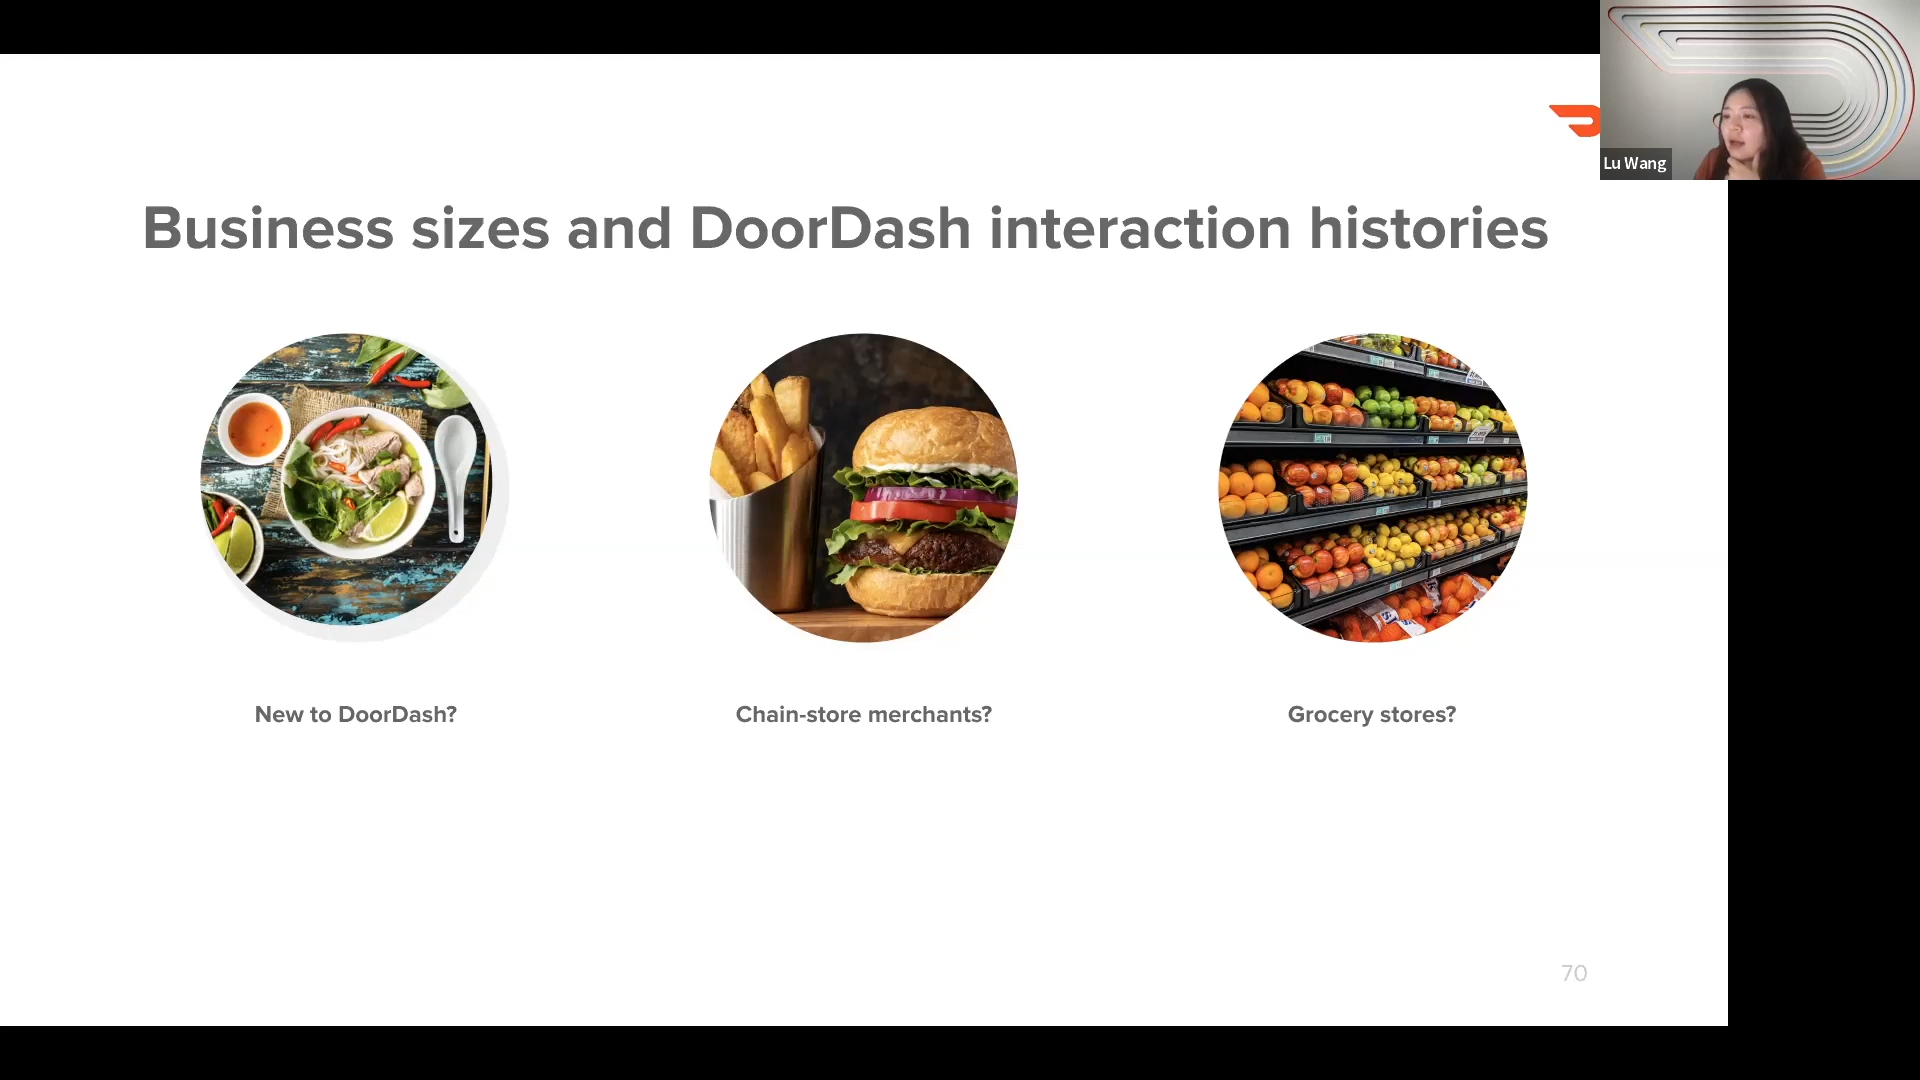 Lu Wang
Business sizes and DoorDash interaction histories
New to DoorDash?
Chain-store merchants?
Grocery stores?
70